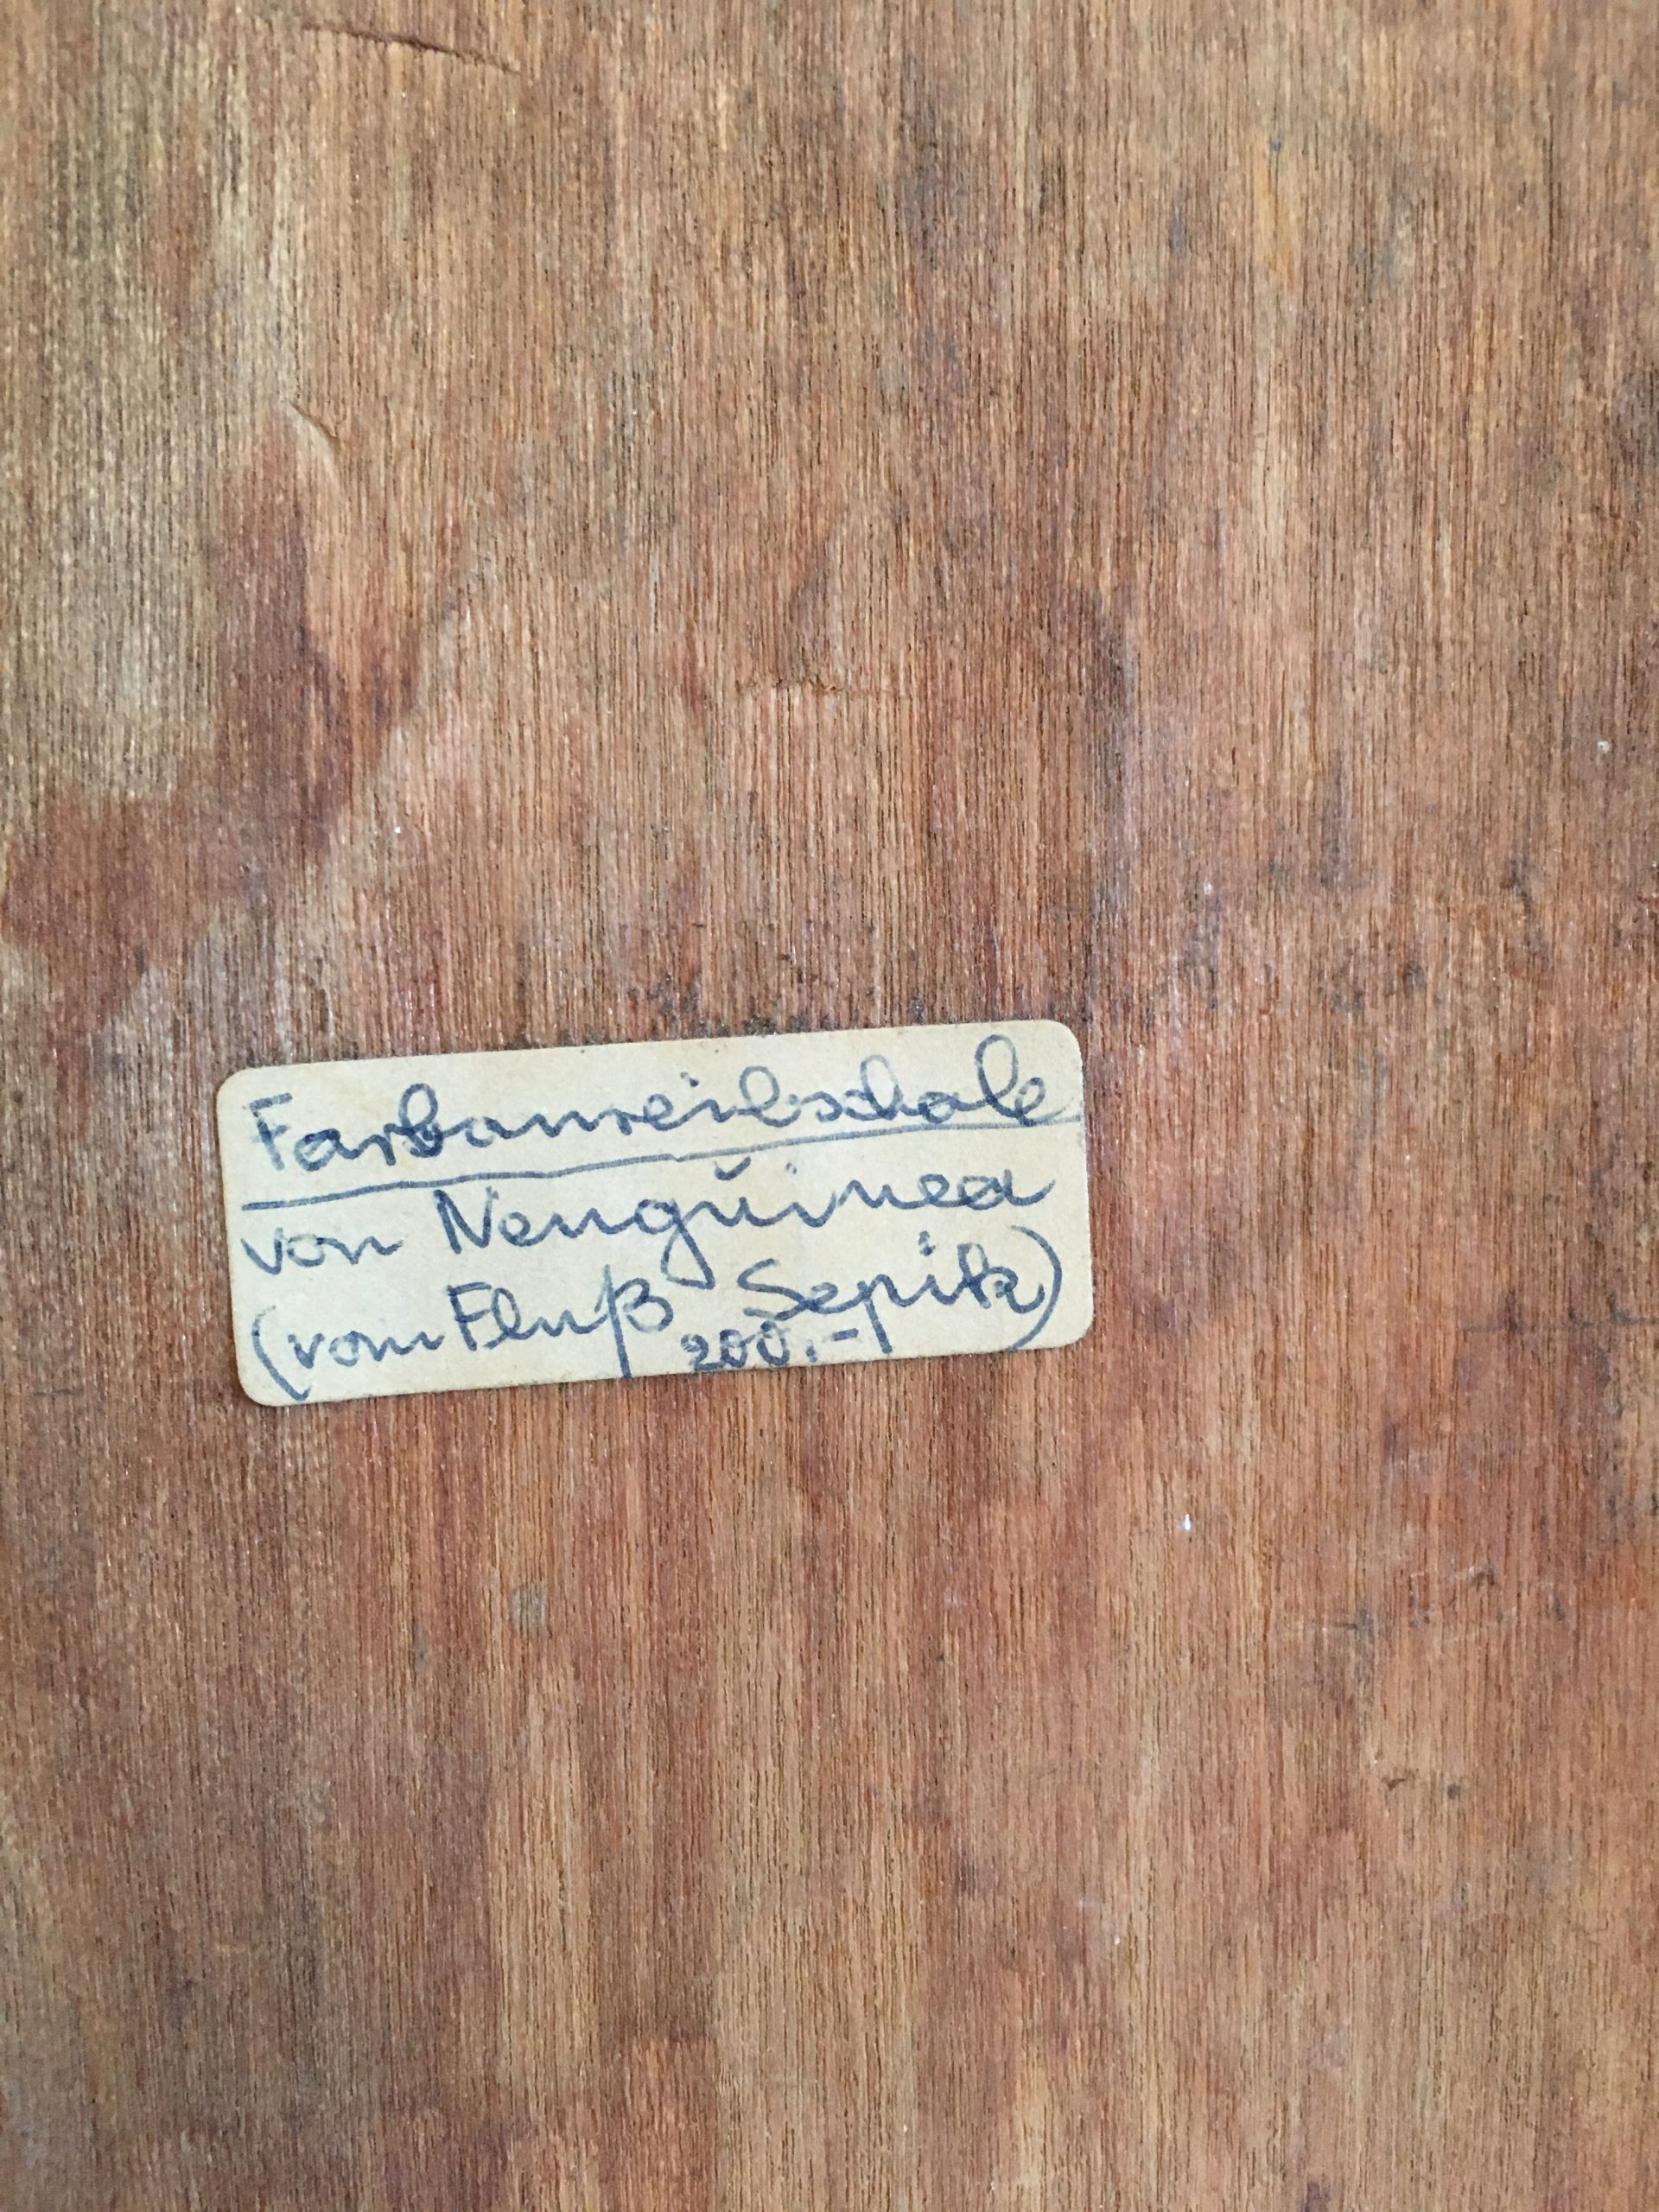 Farbanreibschale
von Neuguinea
(vom Fluß Sepik)
200.-